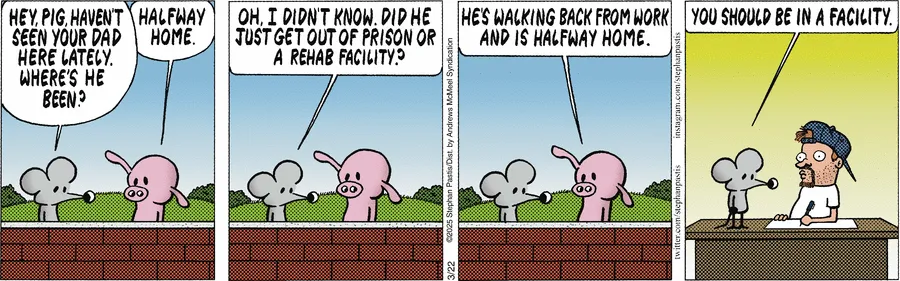 HEY, PIG, HAVEN'T
SEEN YOUR DAD
HERE LATELY.
WHERE'S HE
BEEN?
HALFWAY
HOME.
OH, I DIDN'T KNOW. DID HE
JUST GET OUT OF PRISON OR
A REHAB FACILITY?
©2025 Stephan Pastis/Dist. by Andrews McMeel Syndication
3/22
HE'S WALKING BACK FROM WORK
AND IS HALFWAY HOME.
twitter.com/stephanpastis
instagram.com/stephanpastis
YOU SHOULD BE IN A FACILITY.